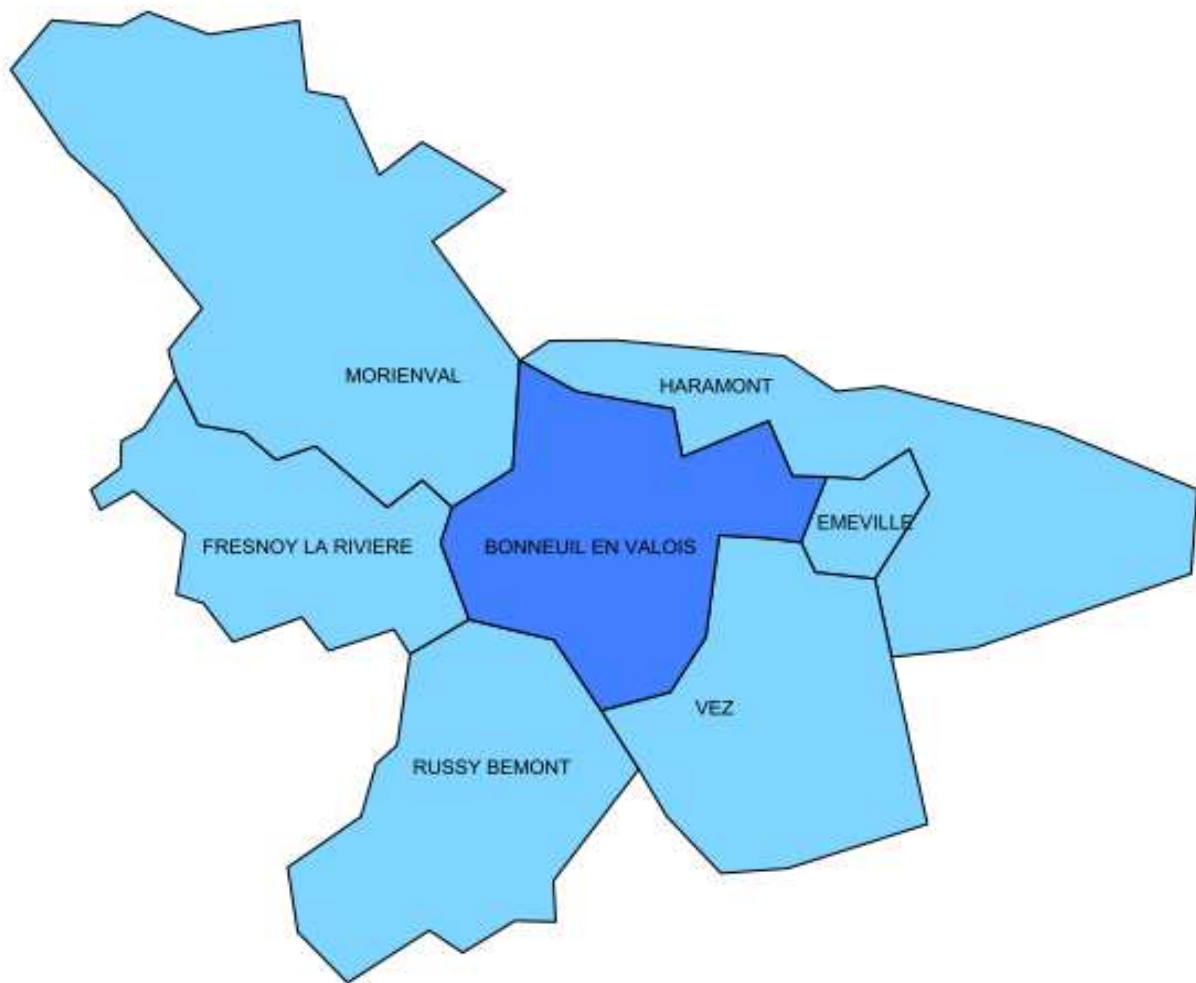 MORIENVAL
HARAMONT
EMEVILLE
FRESNOY LA RIVIERE
BONNEUIL EN VALOIS
VEZ
RUSSY BEMONT